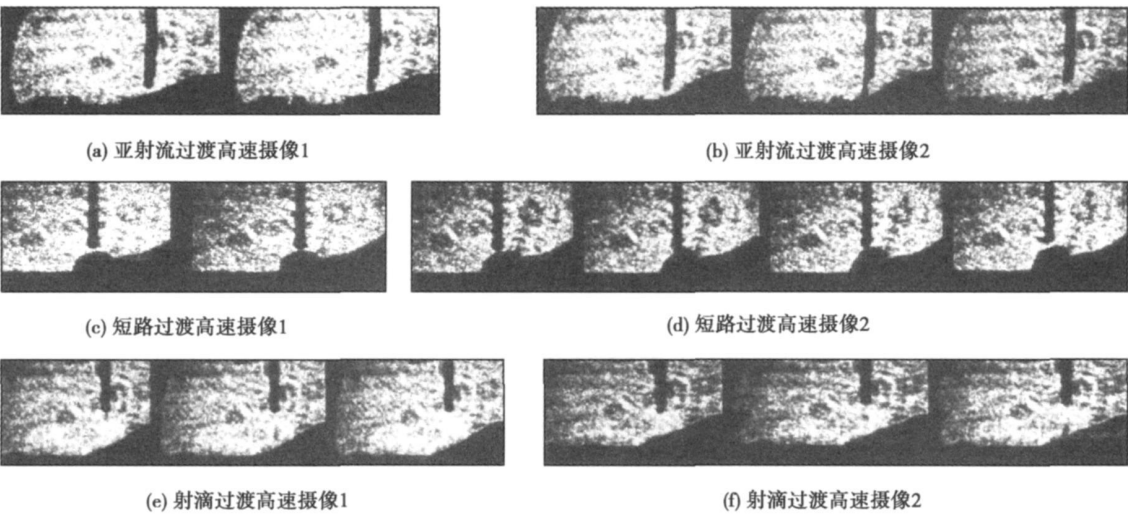 (a) 亚射流过渡高速摄像1
(b) 亚射流过渡高速摄像2
(c) 短路过渡高速摄像1
(d) 短路过渡高速摄像2
(e) 射滴过渡高速摄像1
(f) 射滴过渡高速摄像2